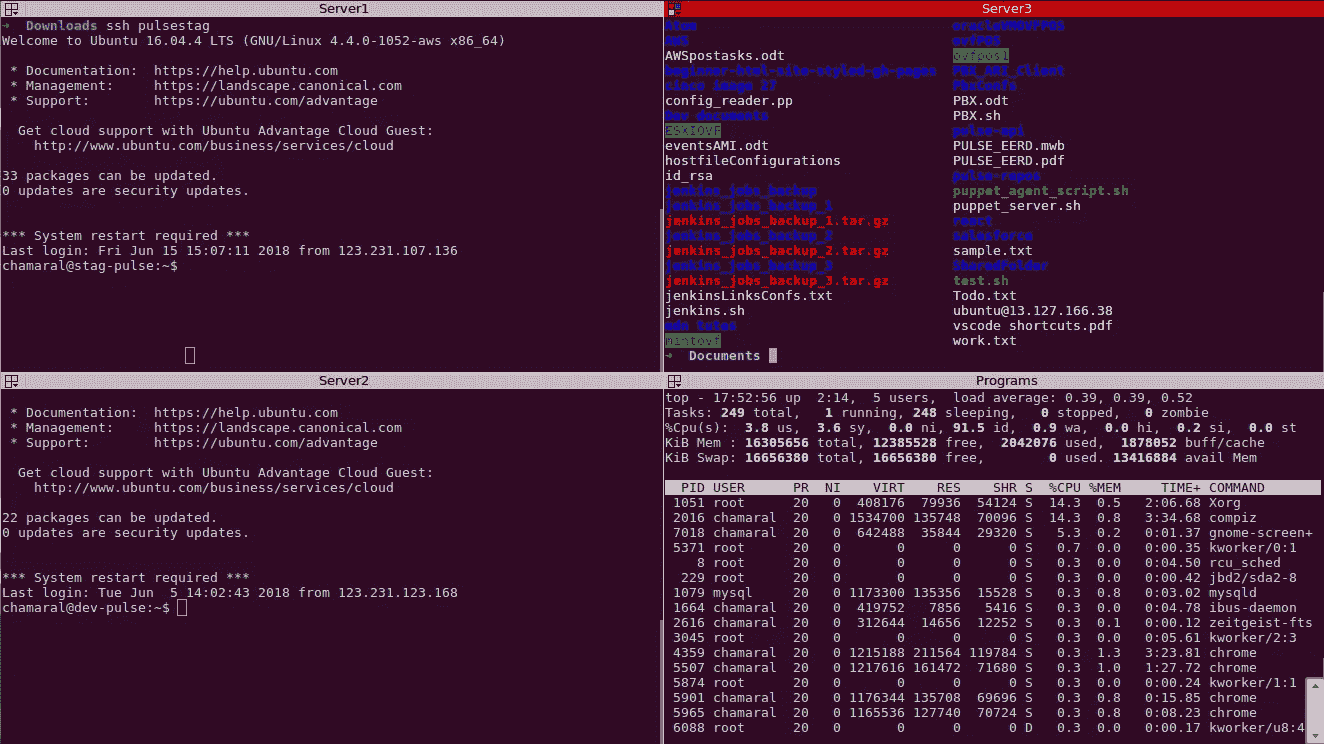 Server1
➜   Downloads ssh pulsestag
Welcome to Ubuntu 16.04.4 LTS (GNU/Linux 4.4.0-1052-aws x86_64)
 * Documentation:  https://help.ubuntu.com
 * Management:     https://landscape.canonical.com
 * Support:        https://ubuntu.com/advantage
  Get cloud support with Ubuntu Advantage Cloud Guest:
    http://www.ubuntu.com/business/services/cloud
33 packages can be updated.
0 updates are security updates.
*** System restart required ***
Last login: Fri Jun 15 15:07:11 2018 from 123.231.107.136
chamaral@stag-pulse:~$
Server3
AWSpostasks.odt ovfpos1
beginner-html-site-styled-gh-pages PBX_AMI_Client
client image 27
config_reader.pp PBX.odt
Dev documents PBX.sh
ESXIOVF pulse-api
eventsAMI.odt PULSE_EERD.mwb
hostfileConfigurations PULSE_EERD.pdf
id_rsa pulse-repos
jenkins_jobs_backup puppet_agent_script.sh
jenkins_jobs_backup_1 puppet_server.sh
jenkins_jobs_backup_1.tar.gz react
jenkins_jobs_backup_2 salesforce
jenkins_jobs_backup_2.tar.gz sample.txt
jenkins_jobs_backup_3 SharedFolder
jenkins_jobs_backup_3.tar.gz test.sh
jenkinsLinksConfs.txt Todo.txt
jenkins.sh ubuntu@13.127.166.38
vscode shortcuts.pdf
mintovf work.txt
➜  Documents
Server2
 * Documentation:  https://help.ubuntu.com
 * Management:     https://landscape.canonical.com
 * Support:        https://ubuntu.com/advantage
  Get cloud support with Ubuntu Advantage Cloud Guest:
    http://www.ubuntu.com/business/services/cloud
22 packages can be updated.
0 updates are security updates.
*** System restart required ***
Last login: Tue Jun  5 14:02:43 2018 from 123.231.123.168
chamaral@dev-pulse:~$
Programs
top - 17:52:56 up  2:14,  5 users,  load average: 0.39, 0.39, 0.52
Tasks: 249 total,   1 running, 248 sleeping,   0 stopped,   0 zombie
%Cpu(s):  3.8 us,  3.6 sy,  0.0 ni, 91.5 id,  0.9 wa,  0.0 hi,  0.2 si,  0.0 st
KiB Mem : 16305656 total, 12385528 free,  2042076 used,  1878052 buff/cache
KiB Swap: 16656380 total, 16656380 free,        0 used. 13416884 avail Mem
PID USER PR NI VIRT RES SHR S %CPU %MEM TIME+ COMMAND
1051 root 20 0 408176 79936 54124 S 14.3 0.5 2:06.68 Xorg
2016 chamaral 20 0 1534700 135748 70096 S 14.3 0.8 3:34.68 compiz
7018 chamaral 20 0 642488 35844 29320 S 5.3 0.2 0:01.37 gnome-screen+
5371 root 20 0 0 0 0 S 0.7 0.0 0:00.35 kworker/0:1
8 root 20 0 0 0 0 S 0.3 0.0 0:04.50 rcu_sched
229 root 20 0 0 0 0 S 0.3 0.0 0:00.42 jbd2/sda2-8
1079 mysql 20 0 1173300 135356 15528 S 0.3 0.8 0:03.02 mysqld
1664 chamaral 20 0 419752 7856 5416 S 0.3 0.0 0:04.78 ibus-daemon
2616 chamaral 20 0 312644 14656 12252 S 0.3 0.1 0:00.12 zeitgeist-fts
3045 root 20 0 0 0 0 S 0.3 0.0 0:05.61 kworker/2:3
4359 chamaral 20 0 1215188 211564 119784 S 0.3 1.3 3:23.81 chrome
5507 chamaral 20 0 1217616 161472 71680 S 0.3 1.0 1:27.72 chrome
5874 root 20 0 0 0 0 S 0.3 0.0 0:00.24 kworker/1:1
5901 chamaral 20 0 1176344 135708 69696 S 0.3 0.8 0:15.85 chrome
5965 chamaral 20 0 1165536 127740 70724 S 0.3 0.8 0:08.23 chrome
6088 root 20 0 0 0 0 D 0.3 0.0 0:00.17 kworker/u8:4